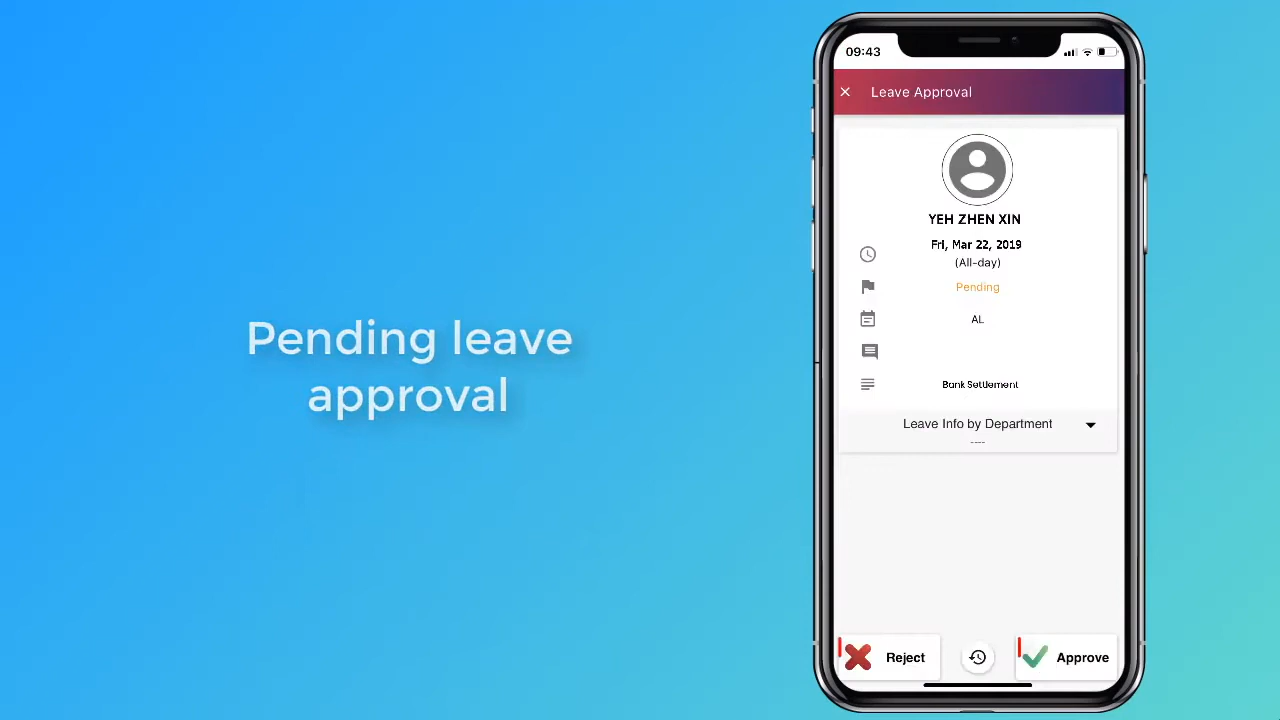 Pending leave
approval
09:43
Leave Approval
YEH ZHEN XIN
Fri, Mar 22, 2019
(All-day)
Pending
AL
Bank Settlement
Leave Info by Department
----
Reject
Approve